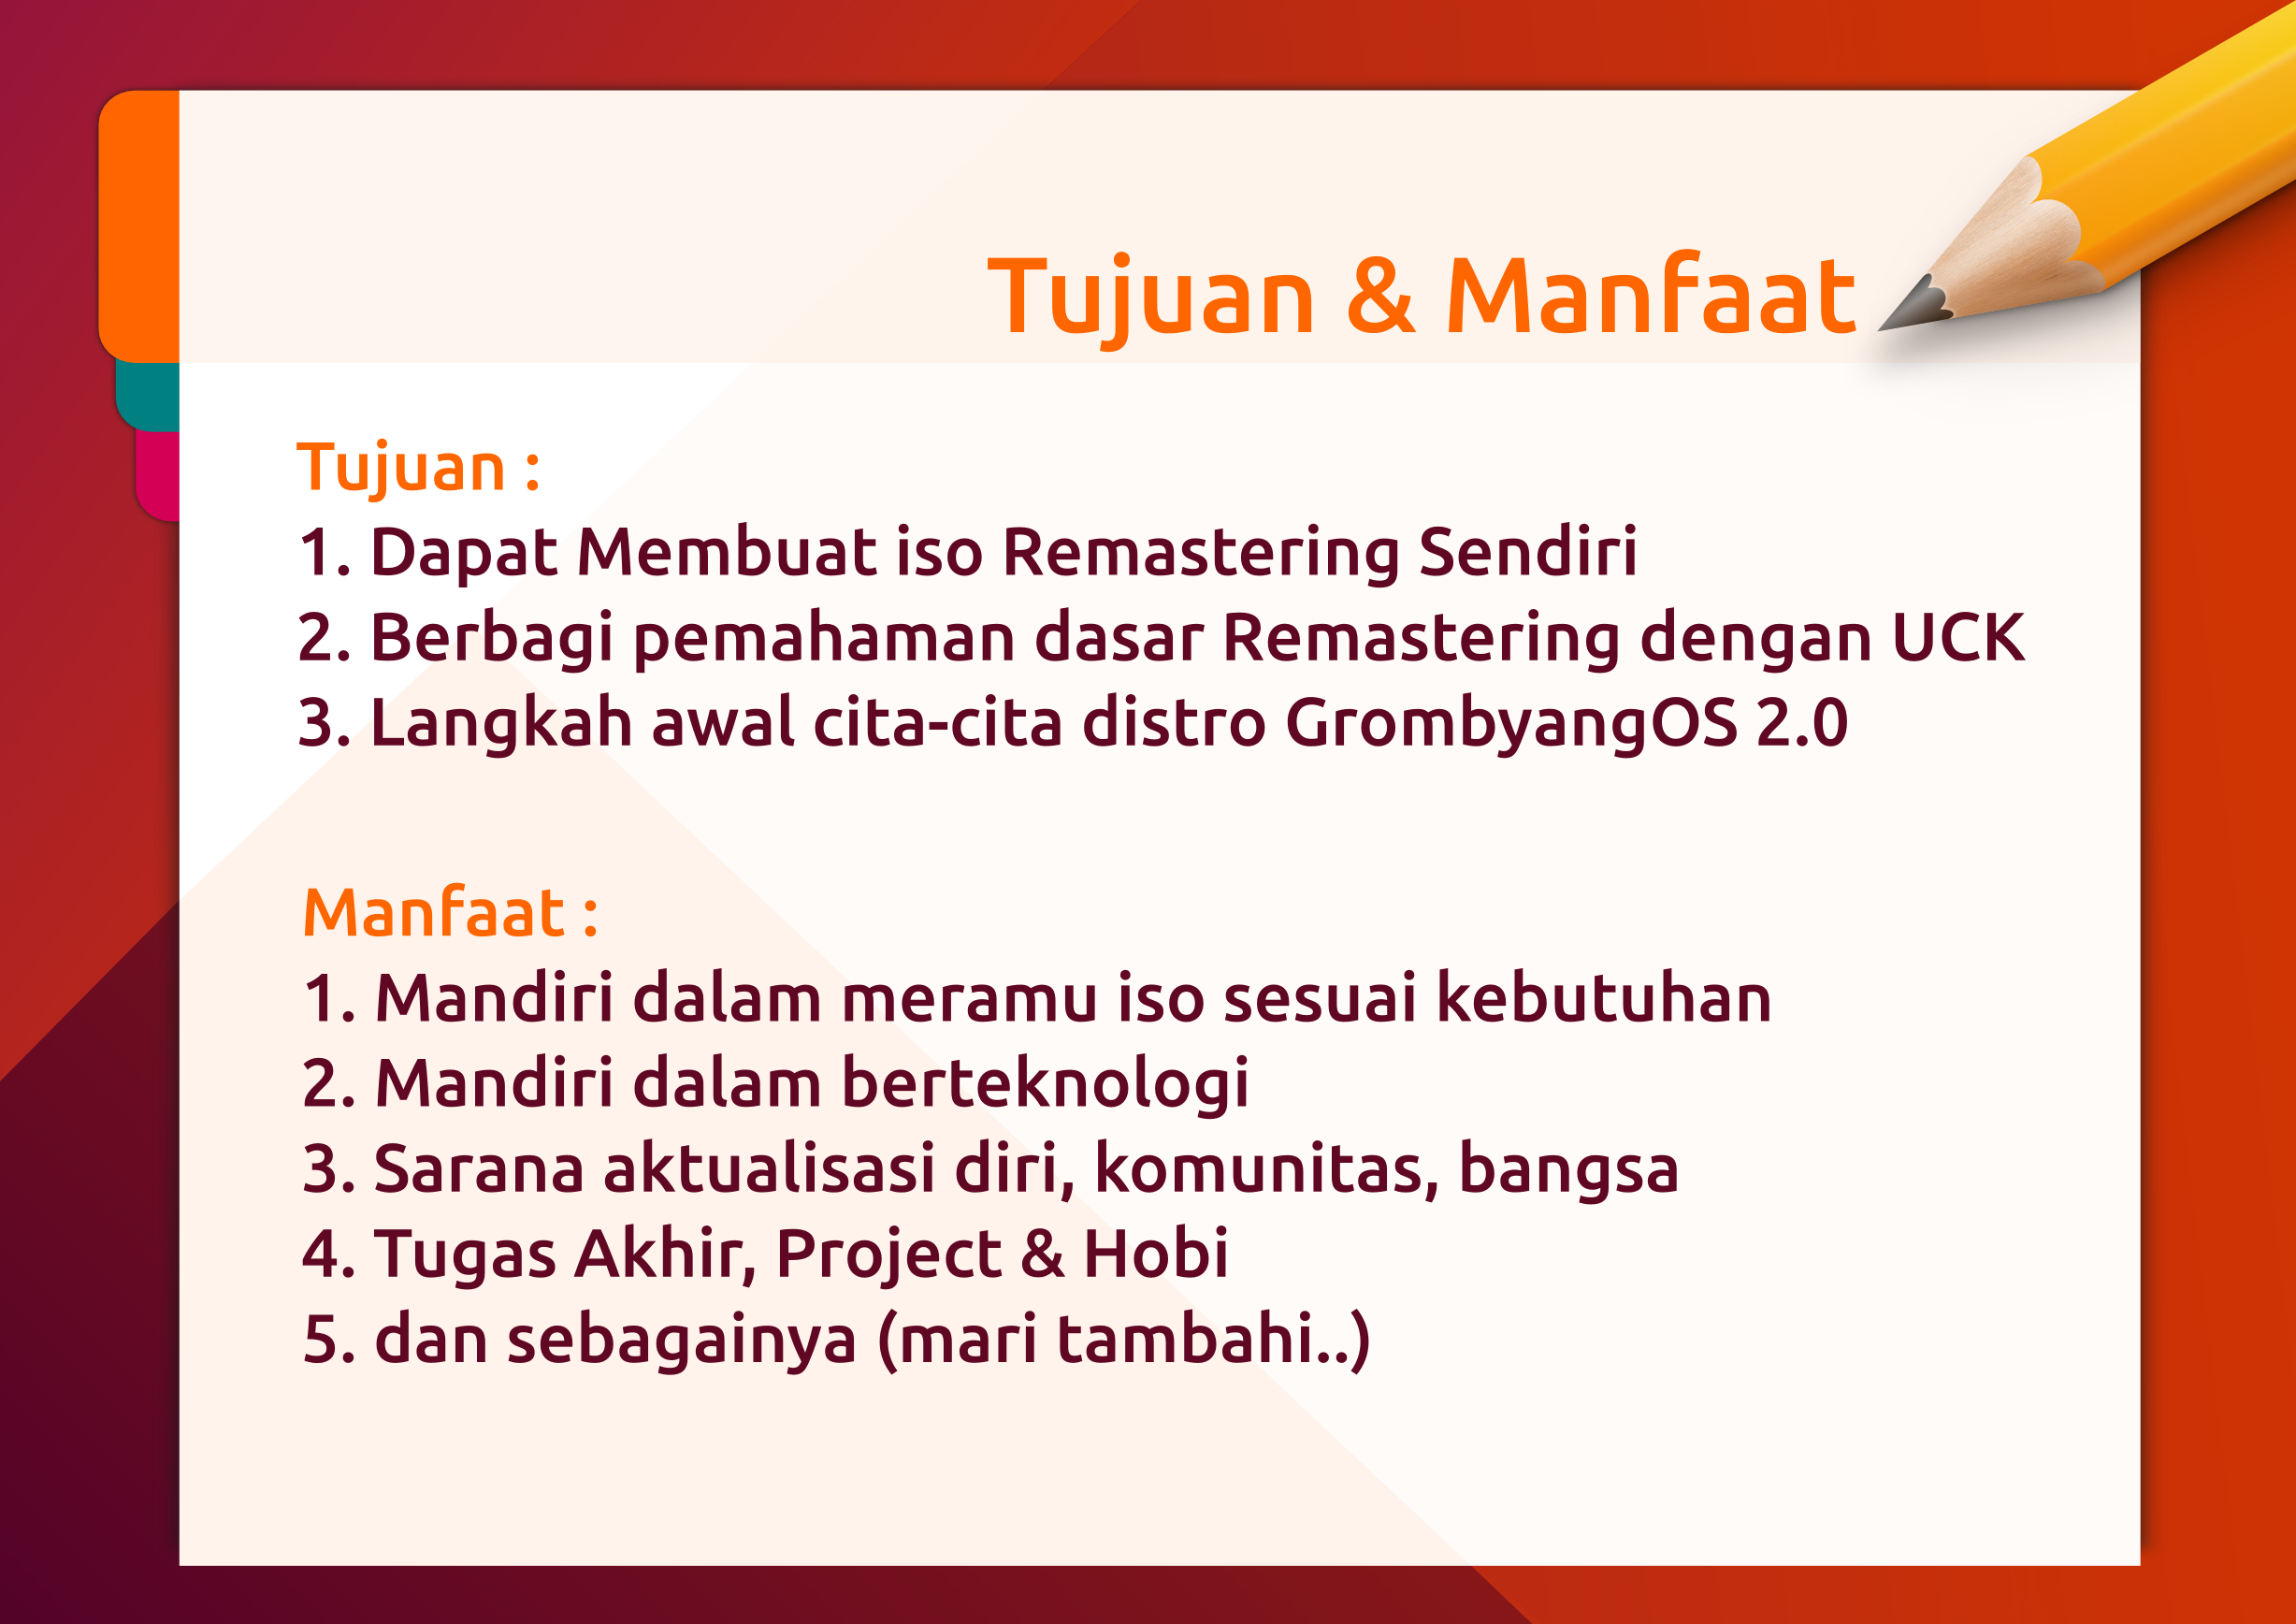 Tujuan & Manfaat
Tujuan :
1. Dapat Membuat iso Remastering Sendiri
2. Berbagi pemahaman dasar Remastering dengan UCK
3. Langkah awal cita-cita distro GrombyangOS 2.0
Manfaat :
1. Mandiri dalam meramu iso sesuai kebutuhan
2. Mandiri dalam berteknologi
3. Sarana aktualisasi diri, komunitas, bangsa
4. Tugas Akhir, Project & Hobi
5. dan sebagainya (mari tambahi..)